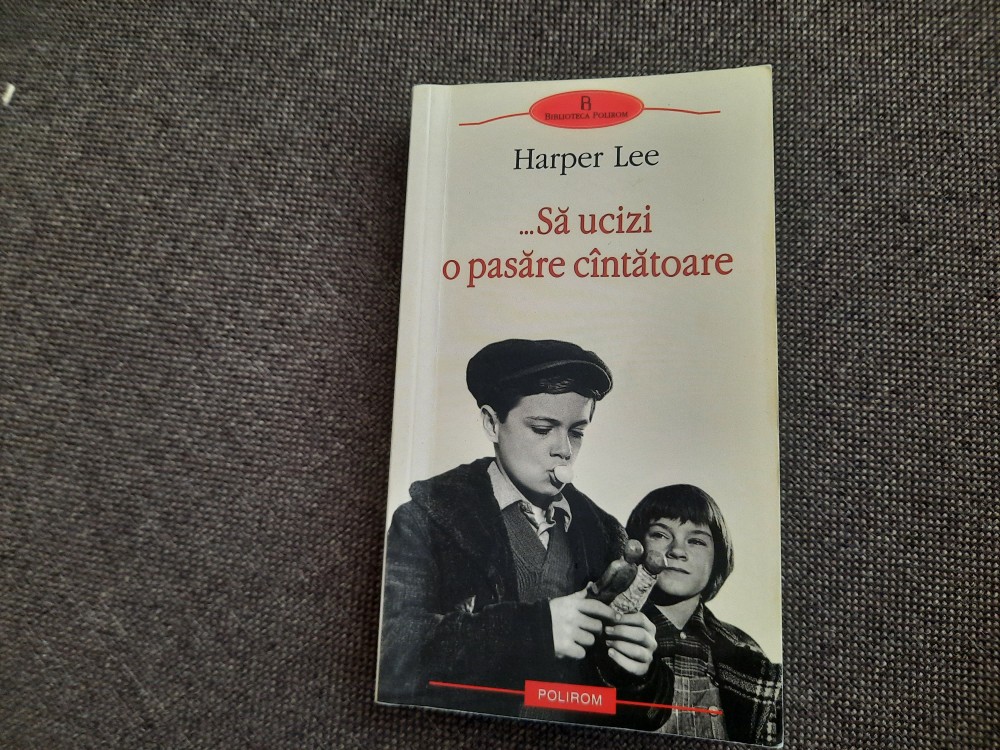 BIBLIOTECA POLIROM
Harper Lee
...Să ucizi
o pasăre cîntătoare
POLIROM